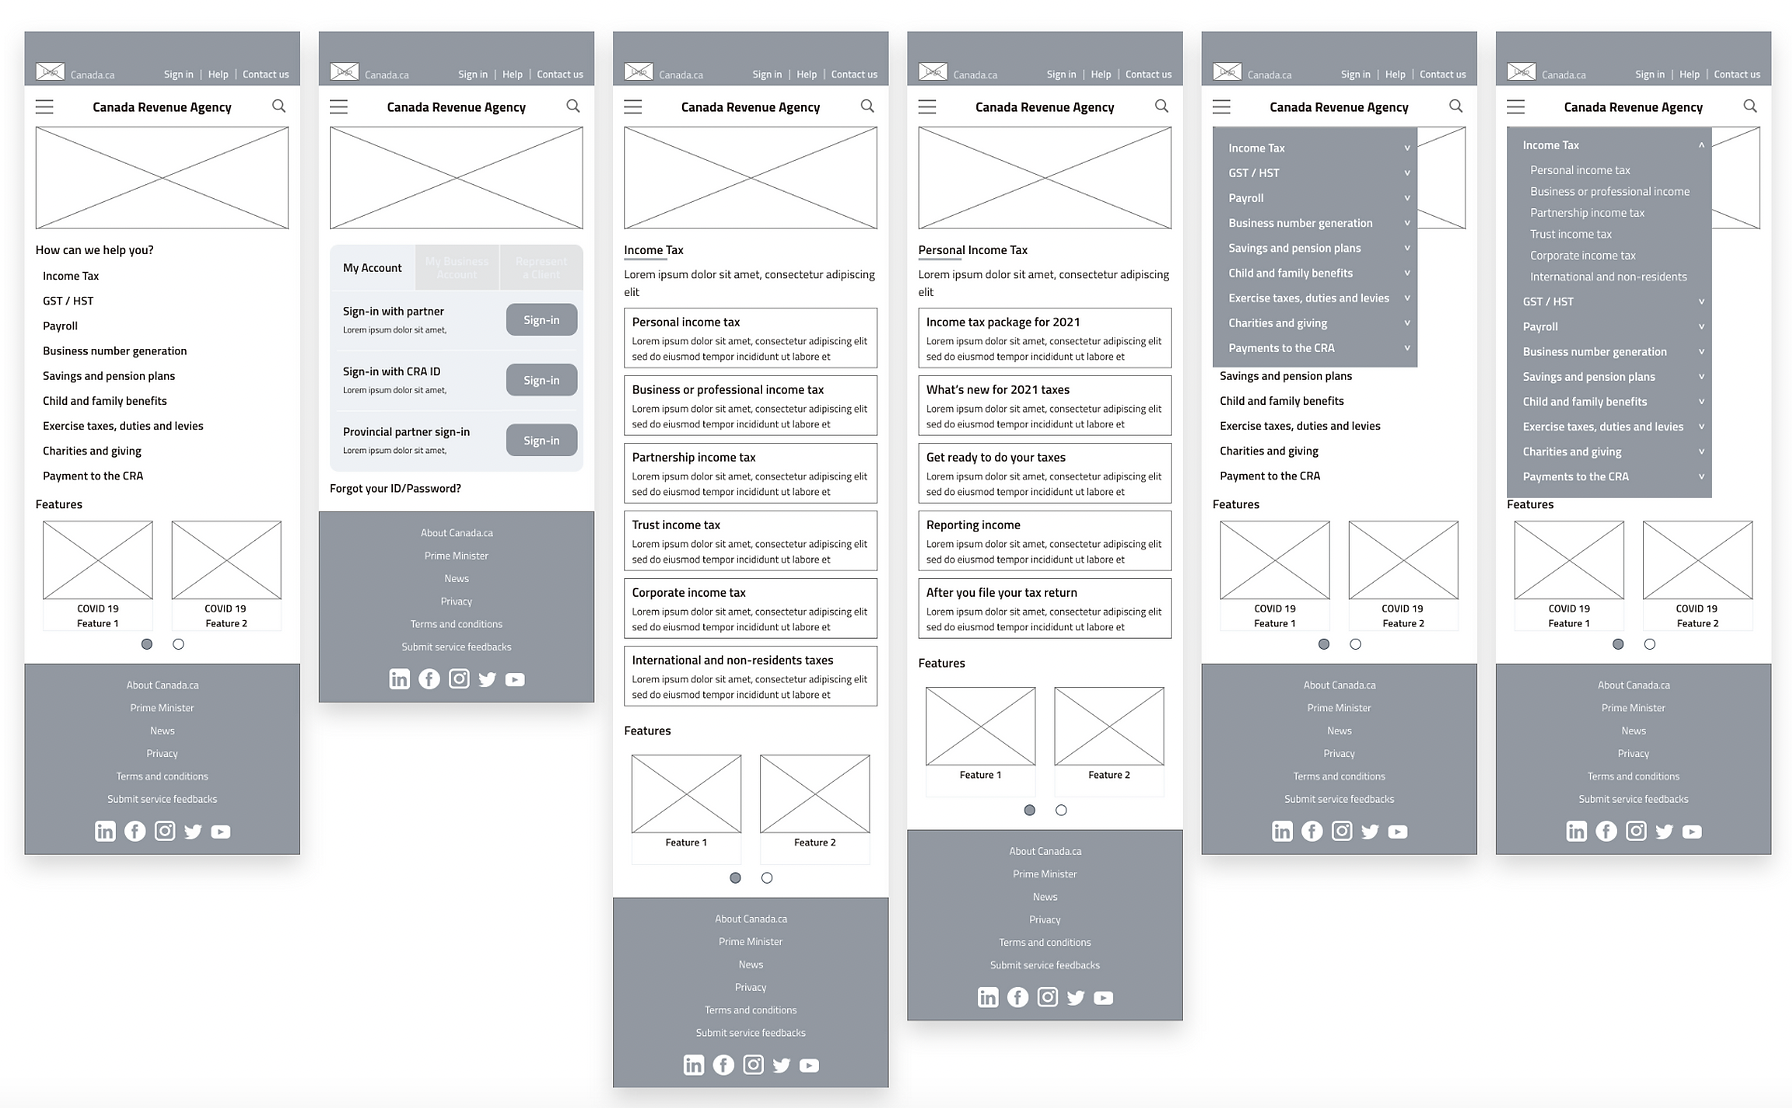 Logo
Canada.ca
Sign in | Help | Contact us
Canada Revenue Agency
How can we help you?
Income Tax
GST / HST
Payroll
Business number generation
Savings and pension plans
Child and family benefits
Exercise taxes, duties and levies
Charities and giving
Payment to the CRA
Features
COVID 19
Feature 1
COVID 19
Feature 2
About Canada.ca
Prime Minister
News
Privacy
Terms and conditions
Submit service feedbacks
Logo
Canada.ca
Sign in | Help | Contact us
Canada Revenue Agency
My Account
My Business
Account
Represent
a Client
Sign-in with partner
Lorem ipsum dolor sit amet,
Sign-in
Sign-in with CRA ID
Lorem ipsum dolor sit amet,
Sign-in
Provincial partner sign-in
Lorem ipsum dolor sit amet,
Sign-in
Forgot your ID/Password?
About Canada.ca
Prime Minister
News
Privacy
Terms and conditions
Submit service feedbacks
Logo
Canada.ca
Sign in | Help | Contact us
Canada Revenue Agency
Income Tax
Lorem ipsum dolor sit amet, consectetur adipiscing
elit
Personal income tax
Lorem ipsum dolor sit amet, consectetur adipiscing elit
sed do eiusmod tempor incididunt ut labore et
Business or professional income tax
Lorem ipsum dolor sit amet, consectetur adipiscing elit
sed do eiusmod tempor incididunt ut labore et
Partnership income tax
Lorem ipsum dolor sit amet, consectetur adipiscing elit
sed do eiusmod tempor incididunt ut labore et
Trust income tax
Lorem ipsum dolor sit amet, consectetur adipiscing elit
sed do eiusmod tempor incididunt ut labore et
Corporate income tax
Lorem ipsum dolor sit amet, consectetur adipiscing elit
sed do eiusmod tempor incididunt ut labore et
International and non-residents taxes
Lorem ipsum dolor sit amet, consectetur adipiscing elit
sed do eiusmod tempor incididunt ut labore et
Features
Feature 1
Feature 2
About Canada.ca
Prime Minister
News
Privacy
Terms and conditions
Submit service feedbacks
Logo
Canada.ca
Sign in | Help | Contact us
Canada Revenue Agency
Personal Income Tax
Lorem ipsum dolor sit amet, consectetur adipiscing
elit
Income tax package for 2021
Lorem ipsum dolor sit amet, consectetur adipiscing elit
sed do eiusmod tempor incididunt ut labore et
What's new for 2021 taxes
Lorem ipsum dolor sit amet, consectetur adipiscing elit
sed do eiusmod tempor incididunt ut labore et
Get ready to do your taxes
Lorem ipsum dolor sit amet, consectetur adipiscing elit
sed do eiusmod tempor incididunt ut labore et
Reporting income
Lorem ipsum dolor sit amet, consectetur adipiscing elit
sed do eiusmod tempor incididunt ut labore et
After you file your tax return
Lorem ipsum dolor sit amet, consectetur adipiscing elit
sed do eiusmod tempor incididunt ut labore et
Features
Feature 1
Feature 2
About Canada.ca
Prime Minister
News
Privacy
Terms and conditions
Submit service feedbacks
Logo
Canada.ca
Sign in | Help | Contact us
Canada Revenue Agency
Income Tax
GST / HST
Payroll
Business number generation
Savings and pension plans
Child and family benefits
Exercise taxes, duties and levies
Charities and giving
Payments to the CRA
Savings and pension plans
Child and family benefits
Exercise taxes, duties and levies
Charities and giving
Payment to the CRA
Features
COVID 19
Feature 1
COVID 19
Feature 2
About Canada.ca
Prime Minister
News
Privacy
Terms and conditions
Submit service feedbacks
Logo
Canada.ca
Sign in | Help | Contact us
Canada Revenue Agency
Income Tax
Personal income tax
Business or professional income
Partnership income tax
Trust income tax
Corporate income tax
International and non-residents
GST / HST
Payroll
Business number generation
Savings and pension plans
Child and family benefits
Exercise taxes, duties and levies
Charities and giving
Payments to the CRA
Features
COVID 19
Feature 1
COVID 19
Feature 2
About Canada.ca
Prime Minister
News
Privacy
Terms and conditions
Submit service feedbacks